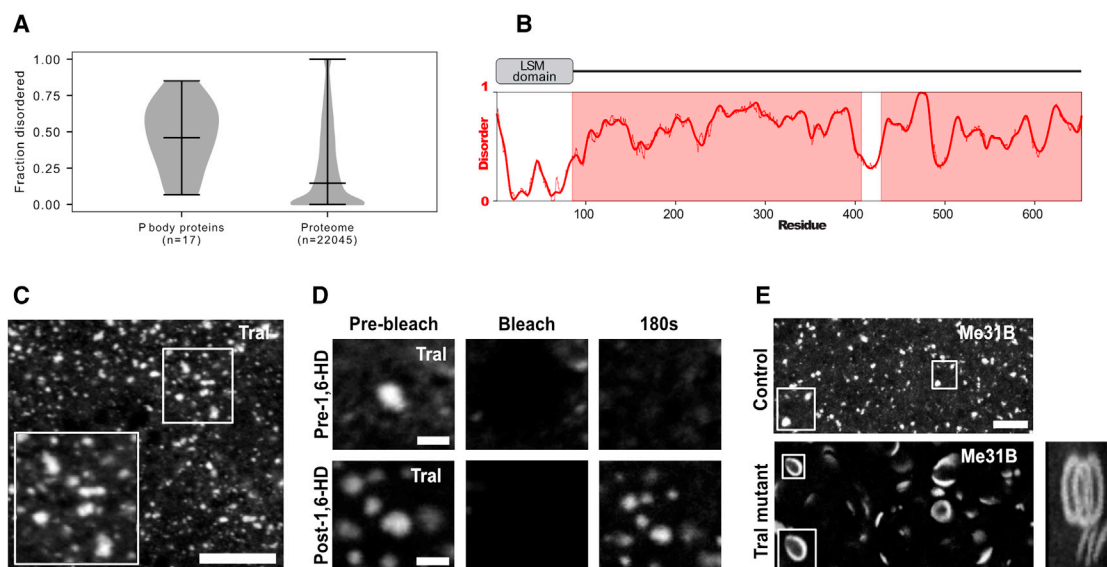 A
1.00
0.75
0.50
0.25
0.00
Fraction disordered
P body proteins
(n=17)
Proteome
(n=22045)
B
LSM
domain
1
Disorder
0
100
200
300
400
500
600
Residue
C
Tral
D
Pre-bleach
Bleach
180s
Pre-1,6-HD
Tral
Post-1,6-HD
Tral
E
Control
Me31B
Tral mutant
Me31B